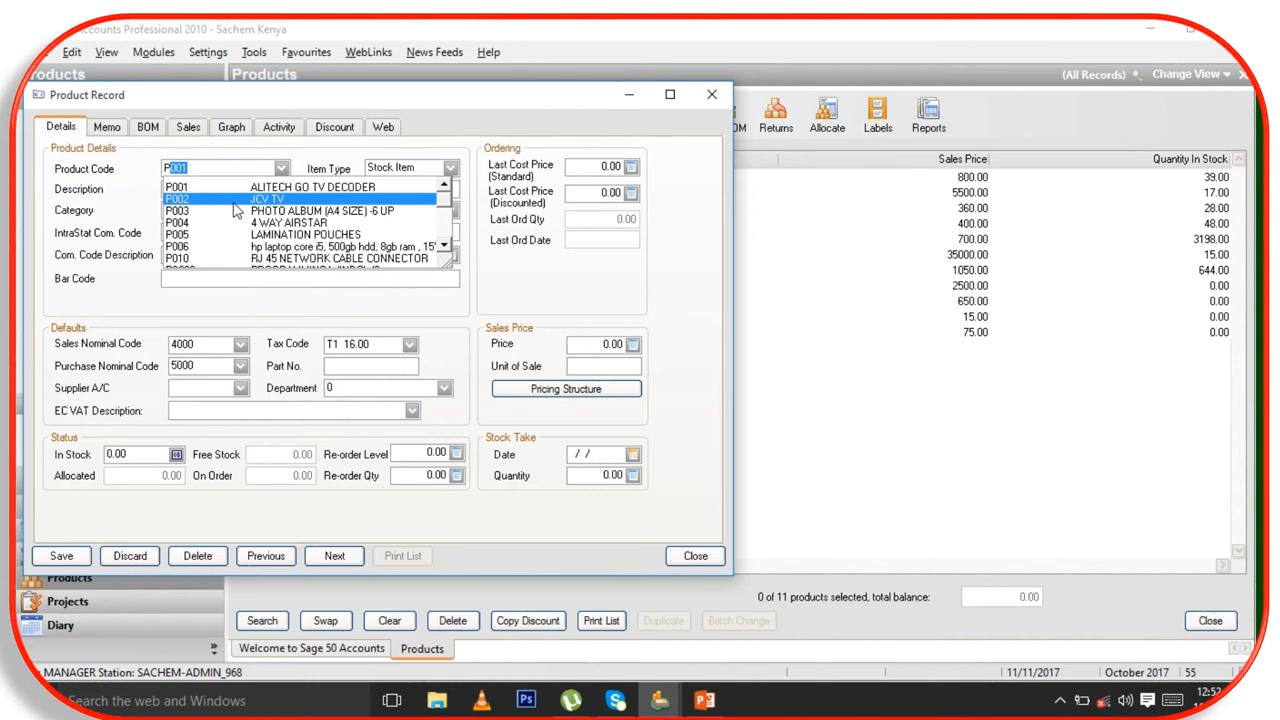 ccounts Professional 2010 - Sachem Kenya
Edit View Modules Settings Tools Favourites WebLinks News Feeds Help
roducts
Products
(All Records) Change View
Product Record
Details Memo BOM Sales Graph Activity Discount Web
OM Returns Allocate Labels Reports
Product Details
Product Code P001 Item Type Stock Item
Description
Category
IntraStat Com. Code
Com. Code Description
Bar Code
P001 ALITECH GO TV DECODER
P002 JCV TV
P003 PHOTO ALBUM (A4 SIZE) -6 UP
P004 4 WAY AIRSTAR
P005 LAMINATION POUCHES
P006 hp laptop core i5, 500gb hdd, 8gb ram , 15"
P010 RJ 45 NETWORK CABLE CONNECTOR
Ordering
Last Cost Price (Standard) 0.00
Last Cost Price (Discounted) 0.00
Last Ord Qty 0.00
Last Ord Date
Sales Price Quantity In Stock
800.00 39.00
5500.00 17.00
360.00 28.00
400.00 48.00
700.00 3198.00
35000.00 15.00
1050.00 644.00
2500.00 0.00
650.00 0.00
15.00 0.00
75.00 0.00
Defaults
Sales Nominal Code 4000 Tax Code T1 16.00
Purchase Nominal Code 5000 Part No.
Supplier A/C Department 0
EC VAT Description:
Sales Price
Price 0.00
Unit of Sale
Pricing Structure
Status
In Stock 0.00 Free Stock 0.00 Re-order Level 0.00
Allocated 0.00 On Order 0.00 Re-order Qty 0.00
Stock Take
Date / /
Quantity 0.00
Save Discard Delete Previous Next Print List Close
Products
Projects
Diary
0 of 11 products selected, total balance: 0.00
Search Swap Clear Delete Copy Discount Print List Duplicate Batch Change Close
Welcome to Sage 50 Accounts Products
MANAGER Station: SACHEM-ADMIN_968 11/11/2017 October 2017 55
Search the web and Windows
12:52